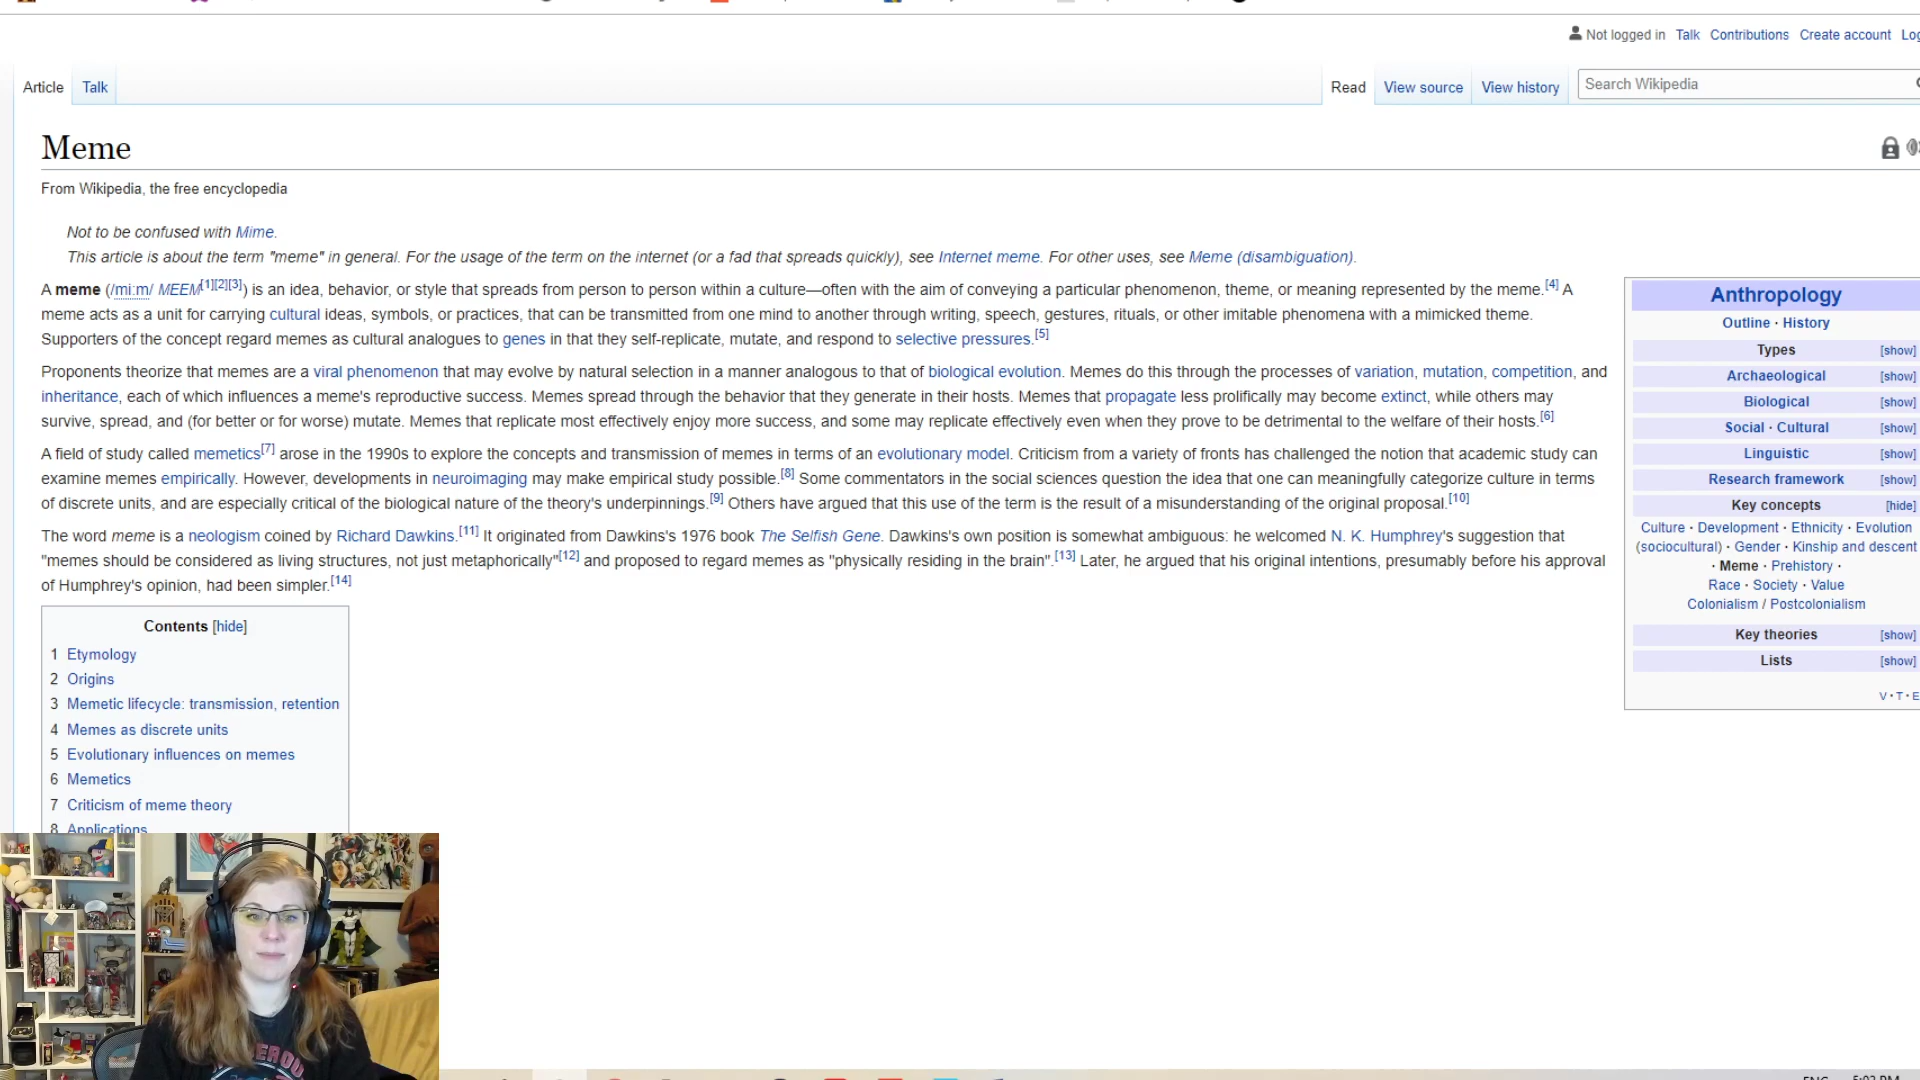 Not logged in Talk Contributions Create account
Article Talk Read View source View history Search Wikipedia
Meme
From Wikipedia, the free encyclopedia
Not to be confused with Mime.
This article is about the term "meme" in general. For the usage of the term on the internet (or a fad that spreads quickly), see Internet meme. For other uses, see Meme (disambiguation).
A meme (/miːm/ MEEM[1][2][3]) is an idea, behavior, or style that spreads from person to person within a culture—often with the aim of conveying a particular phenomenon, theme, or meaning represented by the meme.[4] A
meme acts as a unit for carrying cultural ideas, symbols, or practices, that can be transmitted from one mind to another through writing, speech, gestures, rituals, or other imitable phenomena with a mimicked theme.
Supporters of the concept regard memes as cultural analogues to genes in that they self-replicate, mutate, and respond to selective pressures.[5]
Proponents theorize that memes are a viral phenomenon that may evolve by natural selection in a manner analogous to that of biological evolution. Memes do this through the processes of variation, mutation, competition, and
inheritance, each of which influences a meme's reproductive success. Memes spread through the behavior that they generate in their hosts. Memes that propagate less prolifically may become extinct, while others may
survive, spread, and (for better or for worse) mutate. Memes that replicate most effectively enjoy more success, and some may replicate effectively even when they prove to be detrimental to the welfare of their hosts.[6]
A field of study called memetics[7] arose in the 1990s to explore the concepts and transmission of memes in terms of an evolutionary model. Criticism from a variety of fronts has challenged the notion that academic study can
examine memes empirically. However, developments in neuroimaging may make empirical study possible.[8] Some commentators in the social sciences question the idea that one can meaningfully categorize culture in terms
of discrete units, and are especially critical of the biological nature of the theory's underpinnings.[9] Others have argued that this use of the term is the result of a misunderstanding of the original proposal.[10]
The word meme is a neologism coined by Richard Dawkins.[11] It originated from Dawkins's 1976 book The Selfish Gene. Dawkins's own position is somewhat ambiguous: he welcomed N. K. Humphrey's suggestion that
"memes should be considered as living structures, not just metaphorically"[12] and proposed to regard memes as "physically residing in the brain".[13] Later, he argued that his original intentions, presumably before his approval
of Humphrey's opinion, had been simpler.[14]
Contents [hide]
1 Etymology
2 Origins
3 Memetic lifecycle: transmission, retention
4 Memes as discrete units
5 Evolutionary influences on memes
6 Memetics
7 Criticism of meme theory
8 Applications
Anthropology
Outline · History
Types [show]
Archaeological [show]
Biological [show]
Social · Cultural [show]
Linguistic [show]
Research framework [show]
Key concepts [hide]
Culture · Development · Ethnicity · Evolution
(sociocultural) · Gender · Kinship and descent
· Meme · Prehistory ·
Race · Society · Value
Colonialism / Postcolonialism
Key theories [show]
Lists [show]
V · T · E